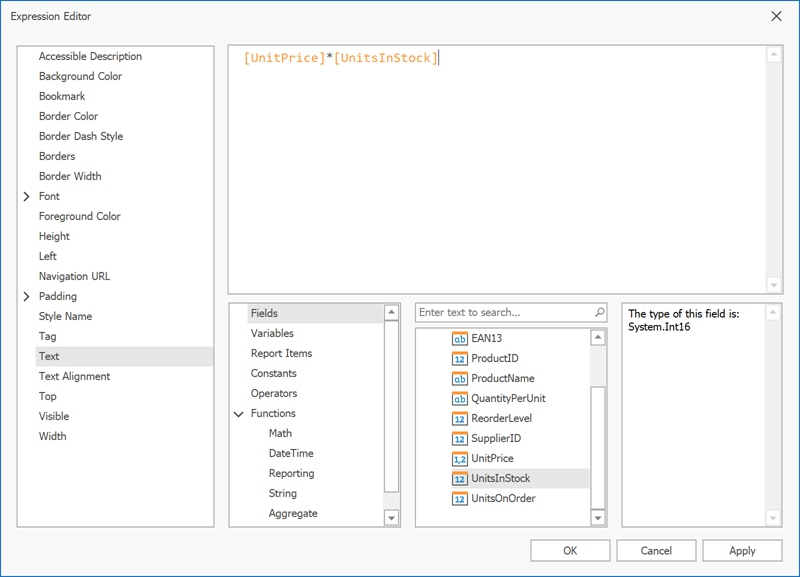 Expression Editor
Accessible Description
Background Color
Bookmark
Border Color
Border Dash Style
Borders
Border Width
Font
Foreground Color
Height
Left
Navigation URL
Padding
Style Name
Tag
Text
Text Alignment
Top
Visible
Width
[UnitPrice]*[UnitsInStock]
Fields
Variables
Report Items
Constants
Operators
Functions
Math
DateTime
Reporting
String
Aggregate
Enter text to search...
ab EAN13
12 ProductID
ab ProductName
ab QuantityPerUnit
12 ReorderLevel
12 SupplierID
1,2 UnitPrice
12 UnitsInStock
12 UnitsOnOrder
The type of this field is:
System.Int16
OK
Cancel
Apply